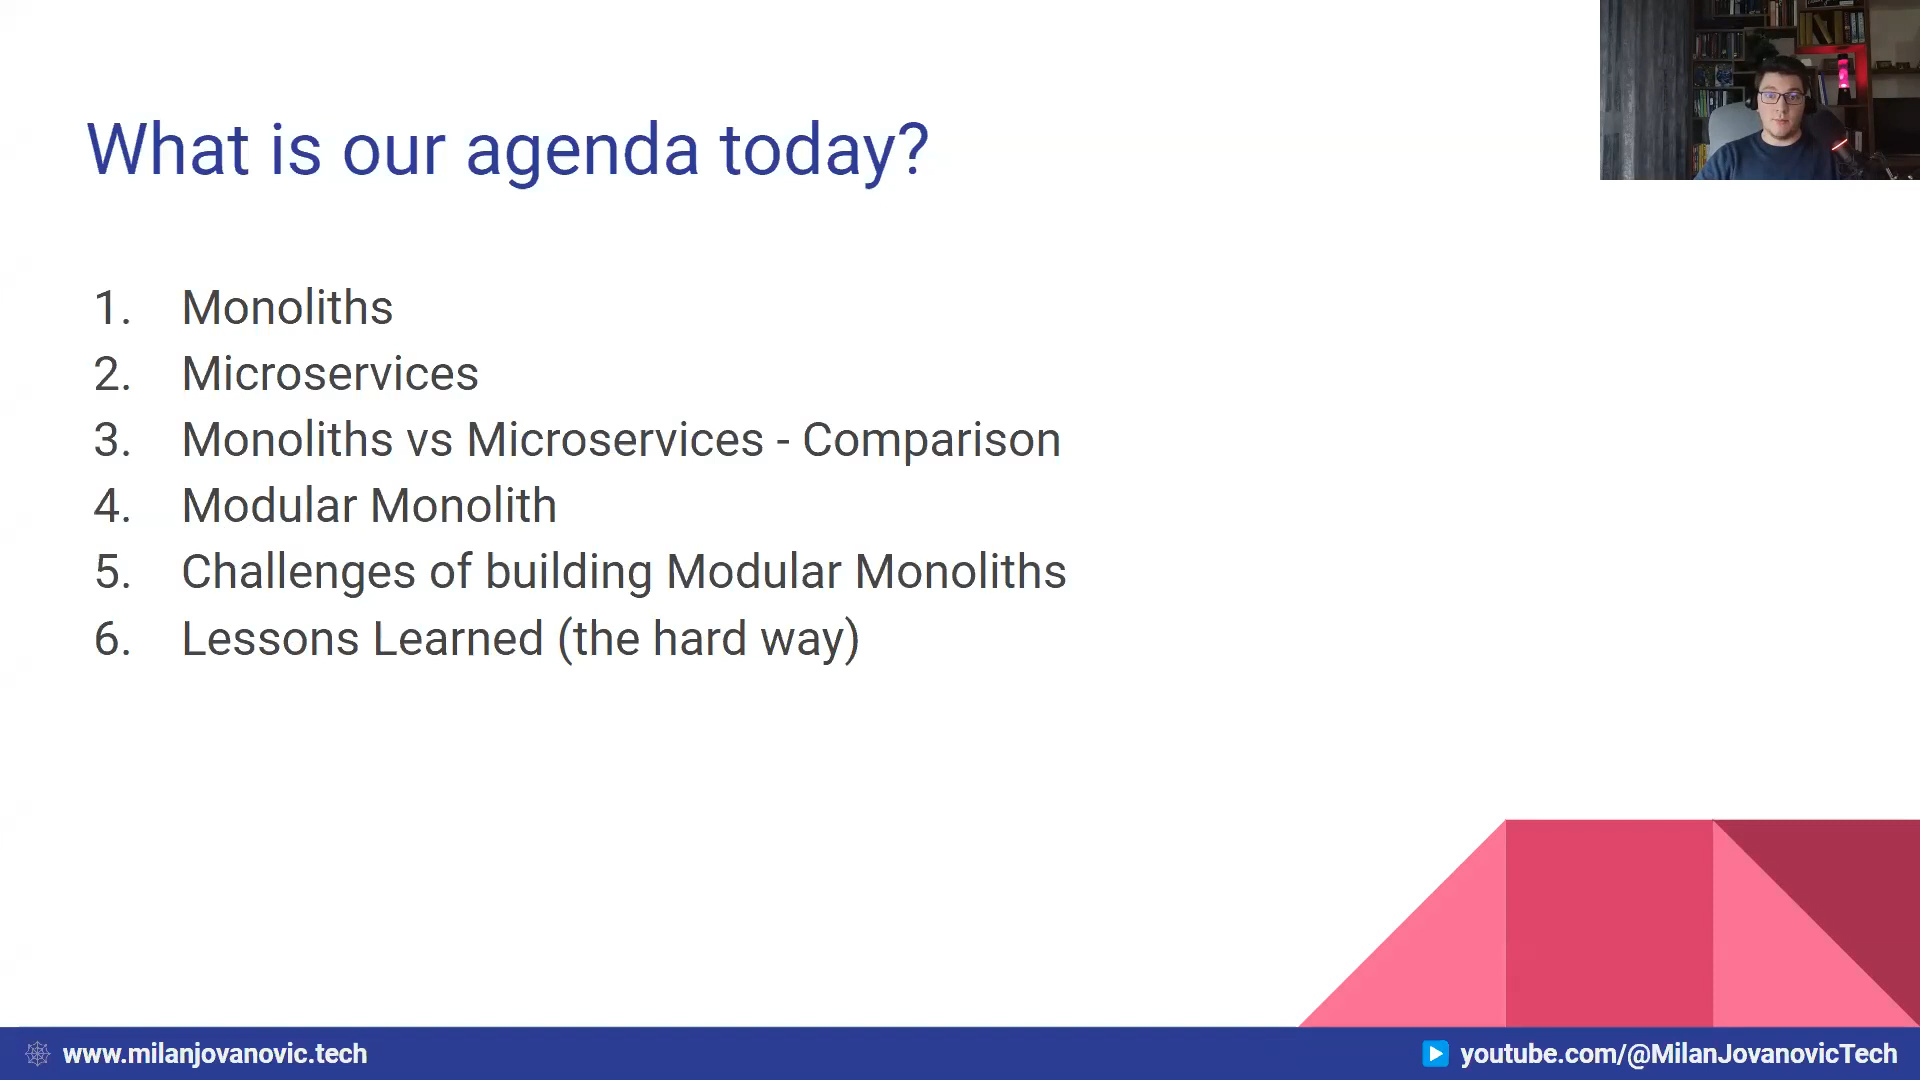 What is our agenda today?
1. Monoliths
2. Microservices
3. Monoliths vs Microservices - Comparison
4. Modular Monolith
5. Challenges of building Modular Monoliths
6. Lessons Learned (the hard way)
www.milanjovanovic.tech
youtube.com/@MilanJovanovicTech